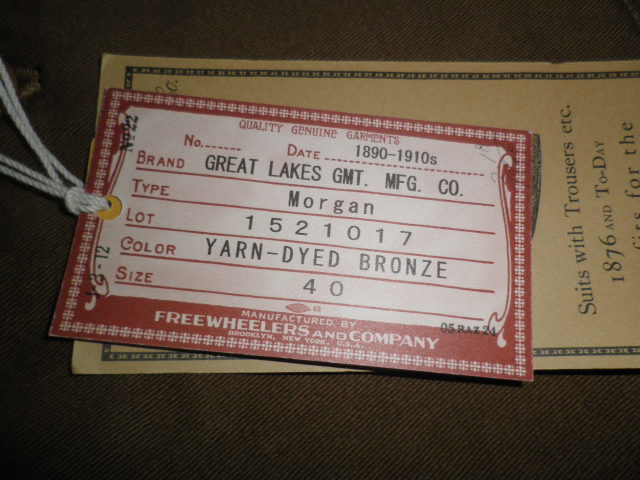 No. 22
QUALITY GENUINE GARMENTS
No...... DATE 1890-1910s
BRAND GREAT LAKES GMT. MFG. CO.
TYPE Morgan
LOT 1521017
COLOR YARN-DYED BRONZE
SIZE 40
MANUFACTURED BY
FREEWHEELERS AND COMPANY
BROOKLYN, NEW YORK, U.S.A.
Suits with Trousers etc.
1876 AND TO-DAY
for the